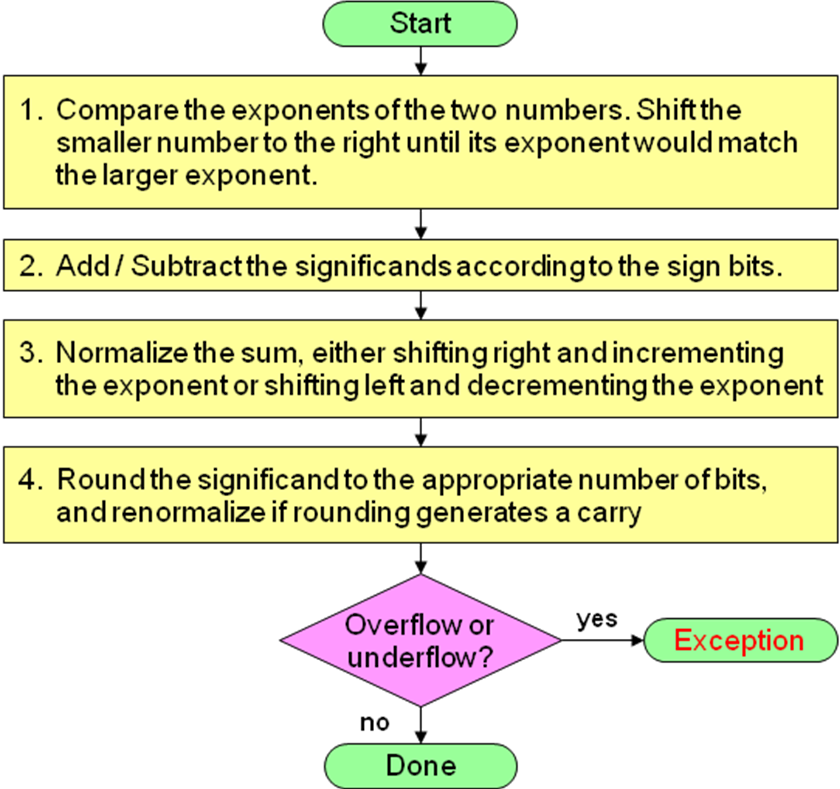 Start
1. Compare the exponents of the two numbers. Shift the
smaller number to the right until its exponent would match
the larger exponent.
2. Add / Subtract the significands according to the sign bits.
3. Normalize the sum, either shifting right and incrementing
the exponent or shifting left and decrementing the exponent
4. Round the significand to the appropriate number of bits,
and renormalize if rounding generates a carry
Overflow or
underflow?
yes
Exception
no
Done